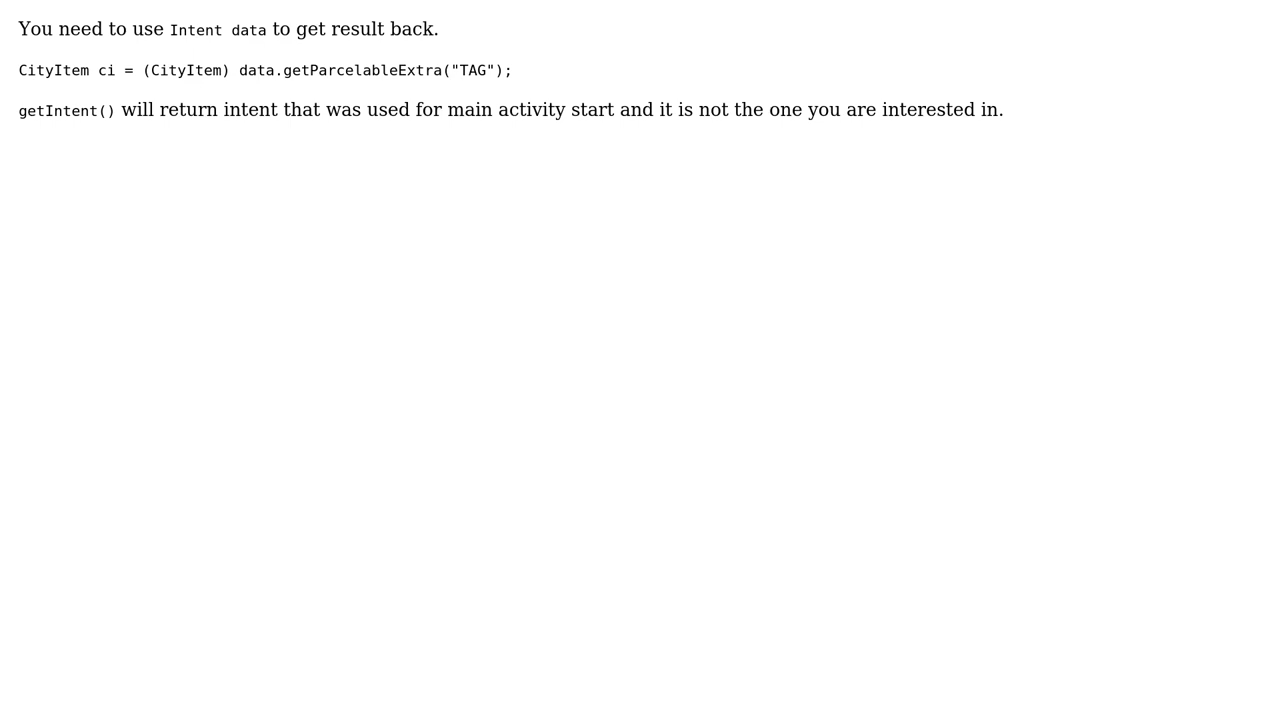 You need to use Intent data to get result back.
CityItem ci = (CityItem) data.getParcelableExtra("TAG");
getIntent() will return intent that was used for main activity start and it is not the one you are interested in.